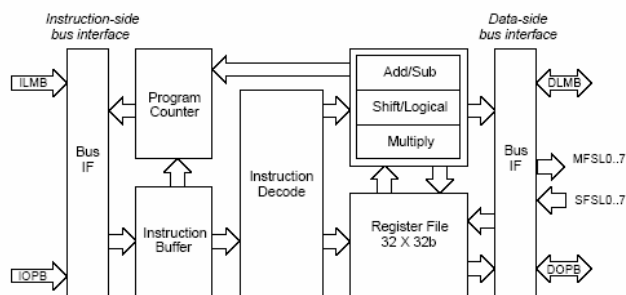 Instruction-side
bus interface
Data-side
bus interface
ILMB
IOPB
Bus
IF
Program
Counter
Instruction
Buffer
Instruction
Decode
Add/Sub
Shift/Logical
Multiply
Register File
32 X 32b
Bus
IF
DLMB
MFSL0..7
SFSL0..7
DOPB